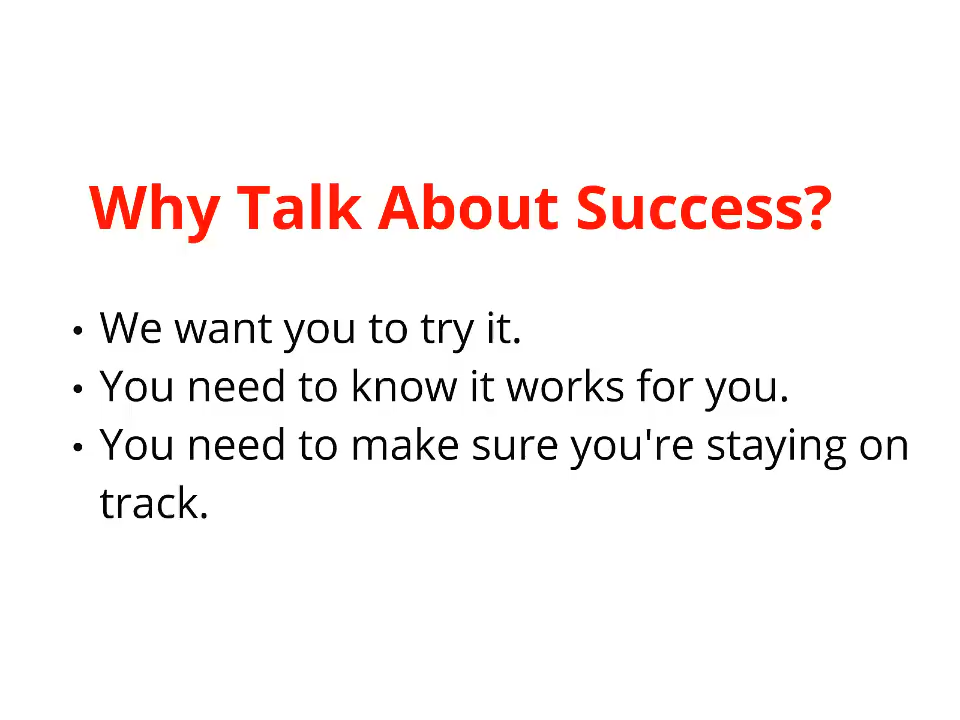 Why Talk About Success?
• We want you to try it.
• You need to know it works for you.
• You need to make sure you're staying on
track.